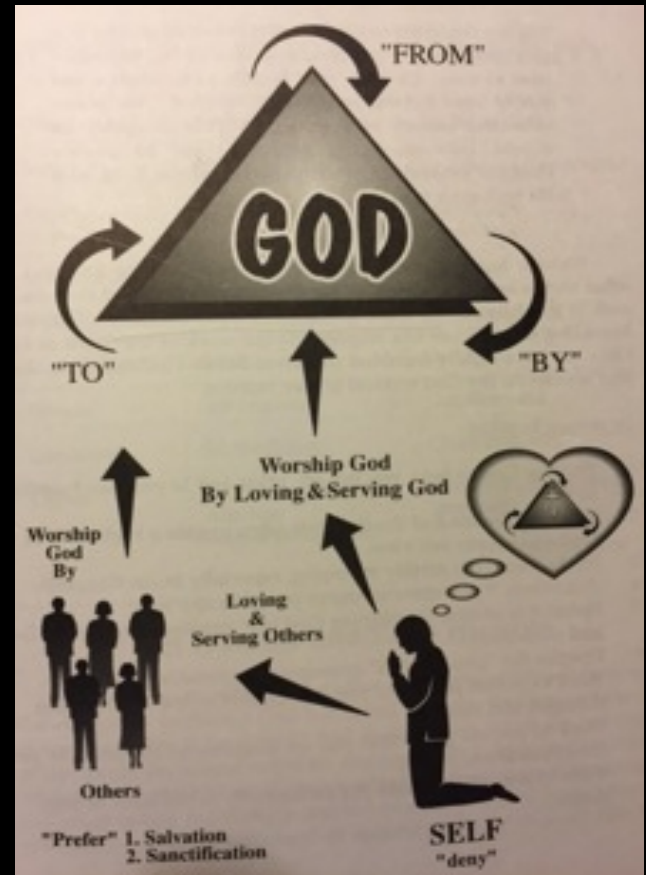 "FROM"
GOD
"TO"
"BY"
Worship God
By Loving & Serving God
Worship
God
By
Loving
&
Serving Others
Others
"Prefer" 1. Salvation
2. Sanctification
SELF
"deny"